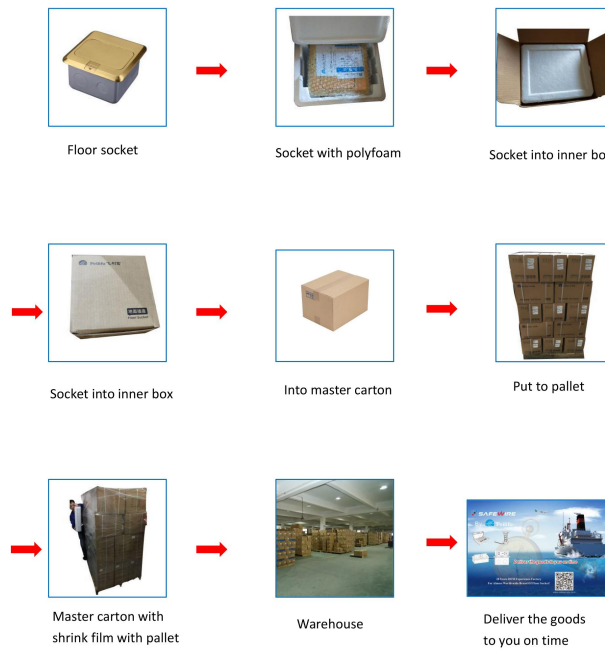 Floor socket
Socket with polyfoam
Socket into inner bo
Socket into inner box
Into master carton
Put to pallet
SAFEWIRE
Master carton with
shrink film with pallet
Warehouse
Deliver the goods
to you on time